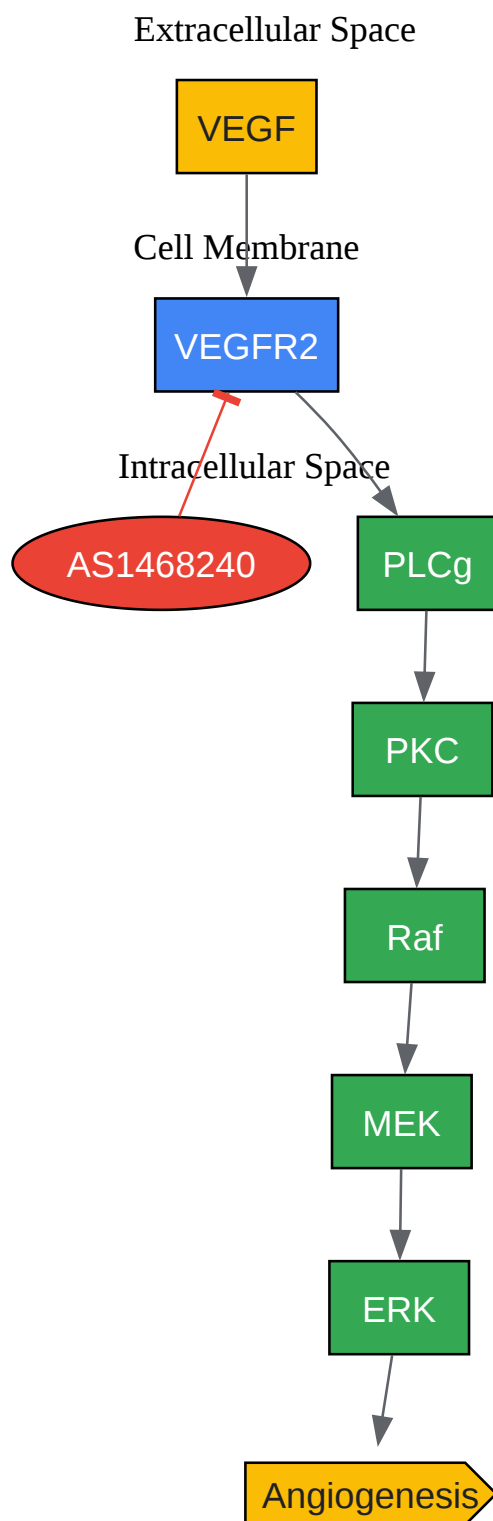 Extracellular Space
VEGF
Cell Membrane
VEGFR2
Intracellular Space
AS1468240
PLCg
PKC
Raf
MEK
ERK
Angiogenesis